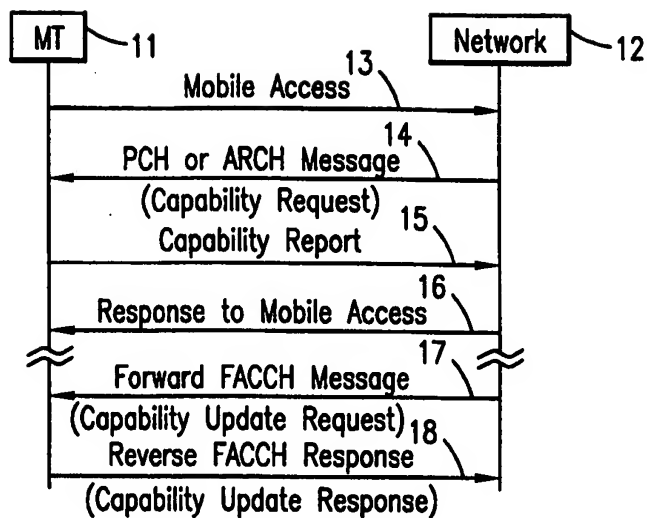 MT 11 Network 12
13
Mobile Access
14
PCH or ARCH Message
(Capability Request)
Capability Report 15
16
Response to Mobile Access
17
Forward FACCH Message
(Capability Update Request) 18
Reverse FACCH Response
(Capability Update Response)